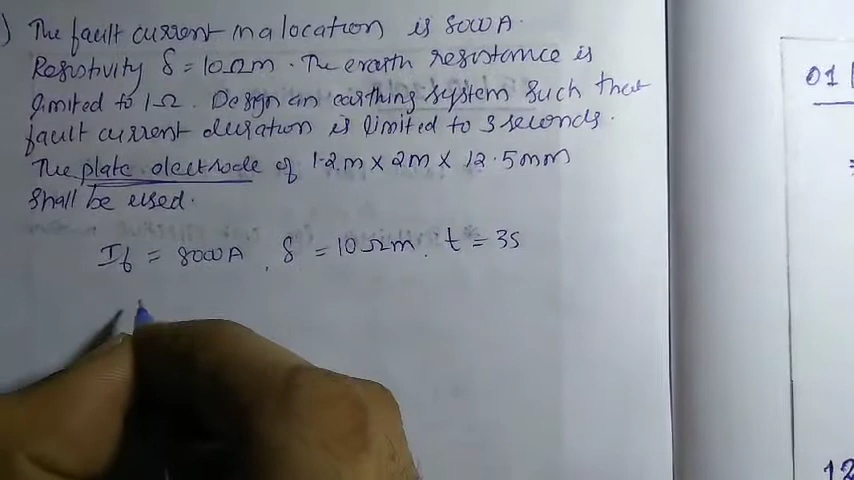 ) The fault current in a location is 8000A.
Resistivity δ = 10Ωm. The earth resistance is
limited to 1Ω. Design an earthing system such that
fault current duration is limited to 3 seconds.
The plate electrode of 1.2m x 2m x 12.5mm
shall be used.
If = 8000A, δ = 10Ωm. t = 3s
01
12